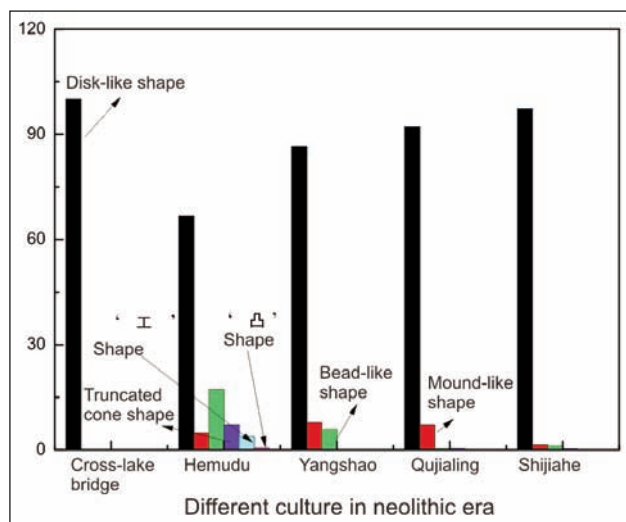 120
90
60
30
0
Disk-like shape
‘ 工 ’
Shape
‘ 凸 ’
Shape
Truncated
cone shape
Bead-like
shape
Mound-like
shape
Cross-lake
bridge
Hemudu
Yangshao
Qujialing
Shijiahe
Different culture in neolithic era